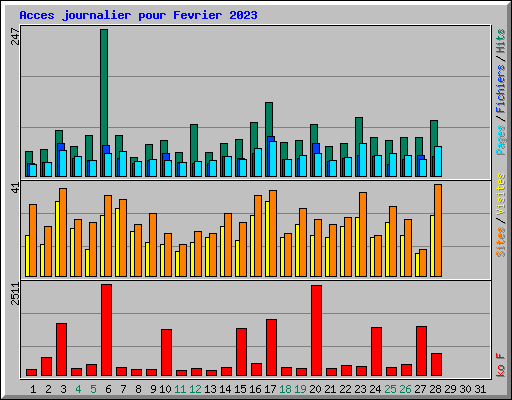 Acces journalier pour Fevrier 2023
247
Pages / Fichiers / Hits
41
Sites / Visites
2511
ko F
1 2 3 4 5 6 7 8 9 10 11 12 13 14 15 16 17 18 19 20 21 22 23 24 25 26 27 28 29 30 31